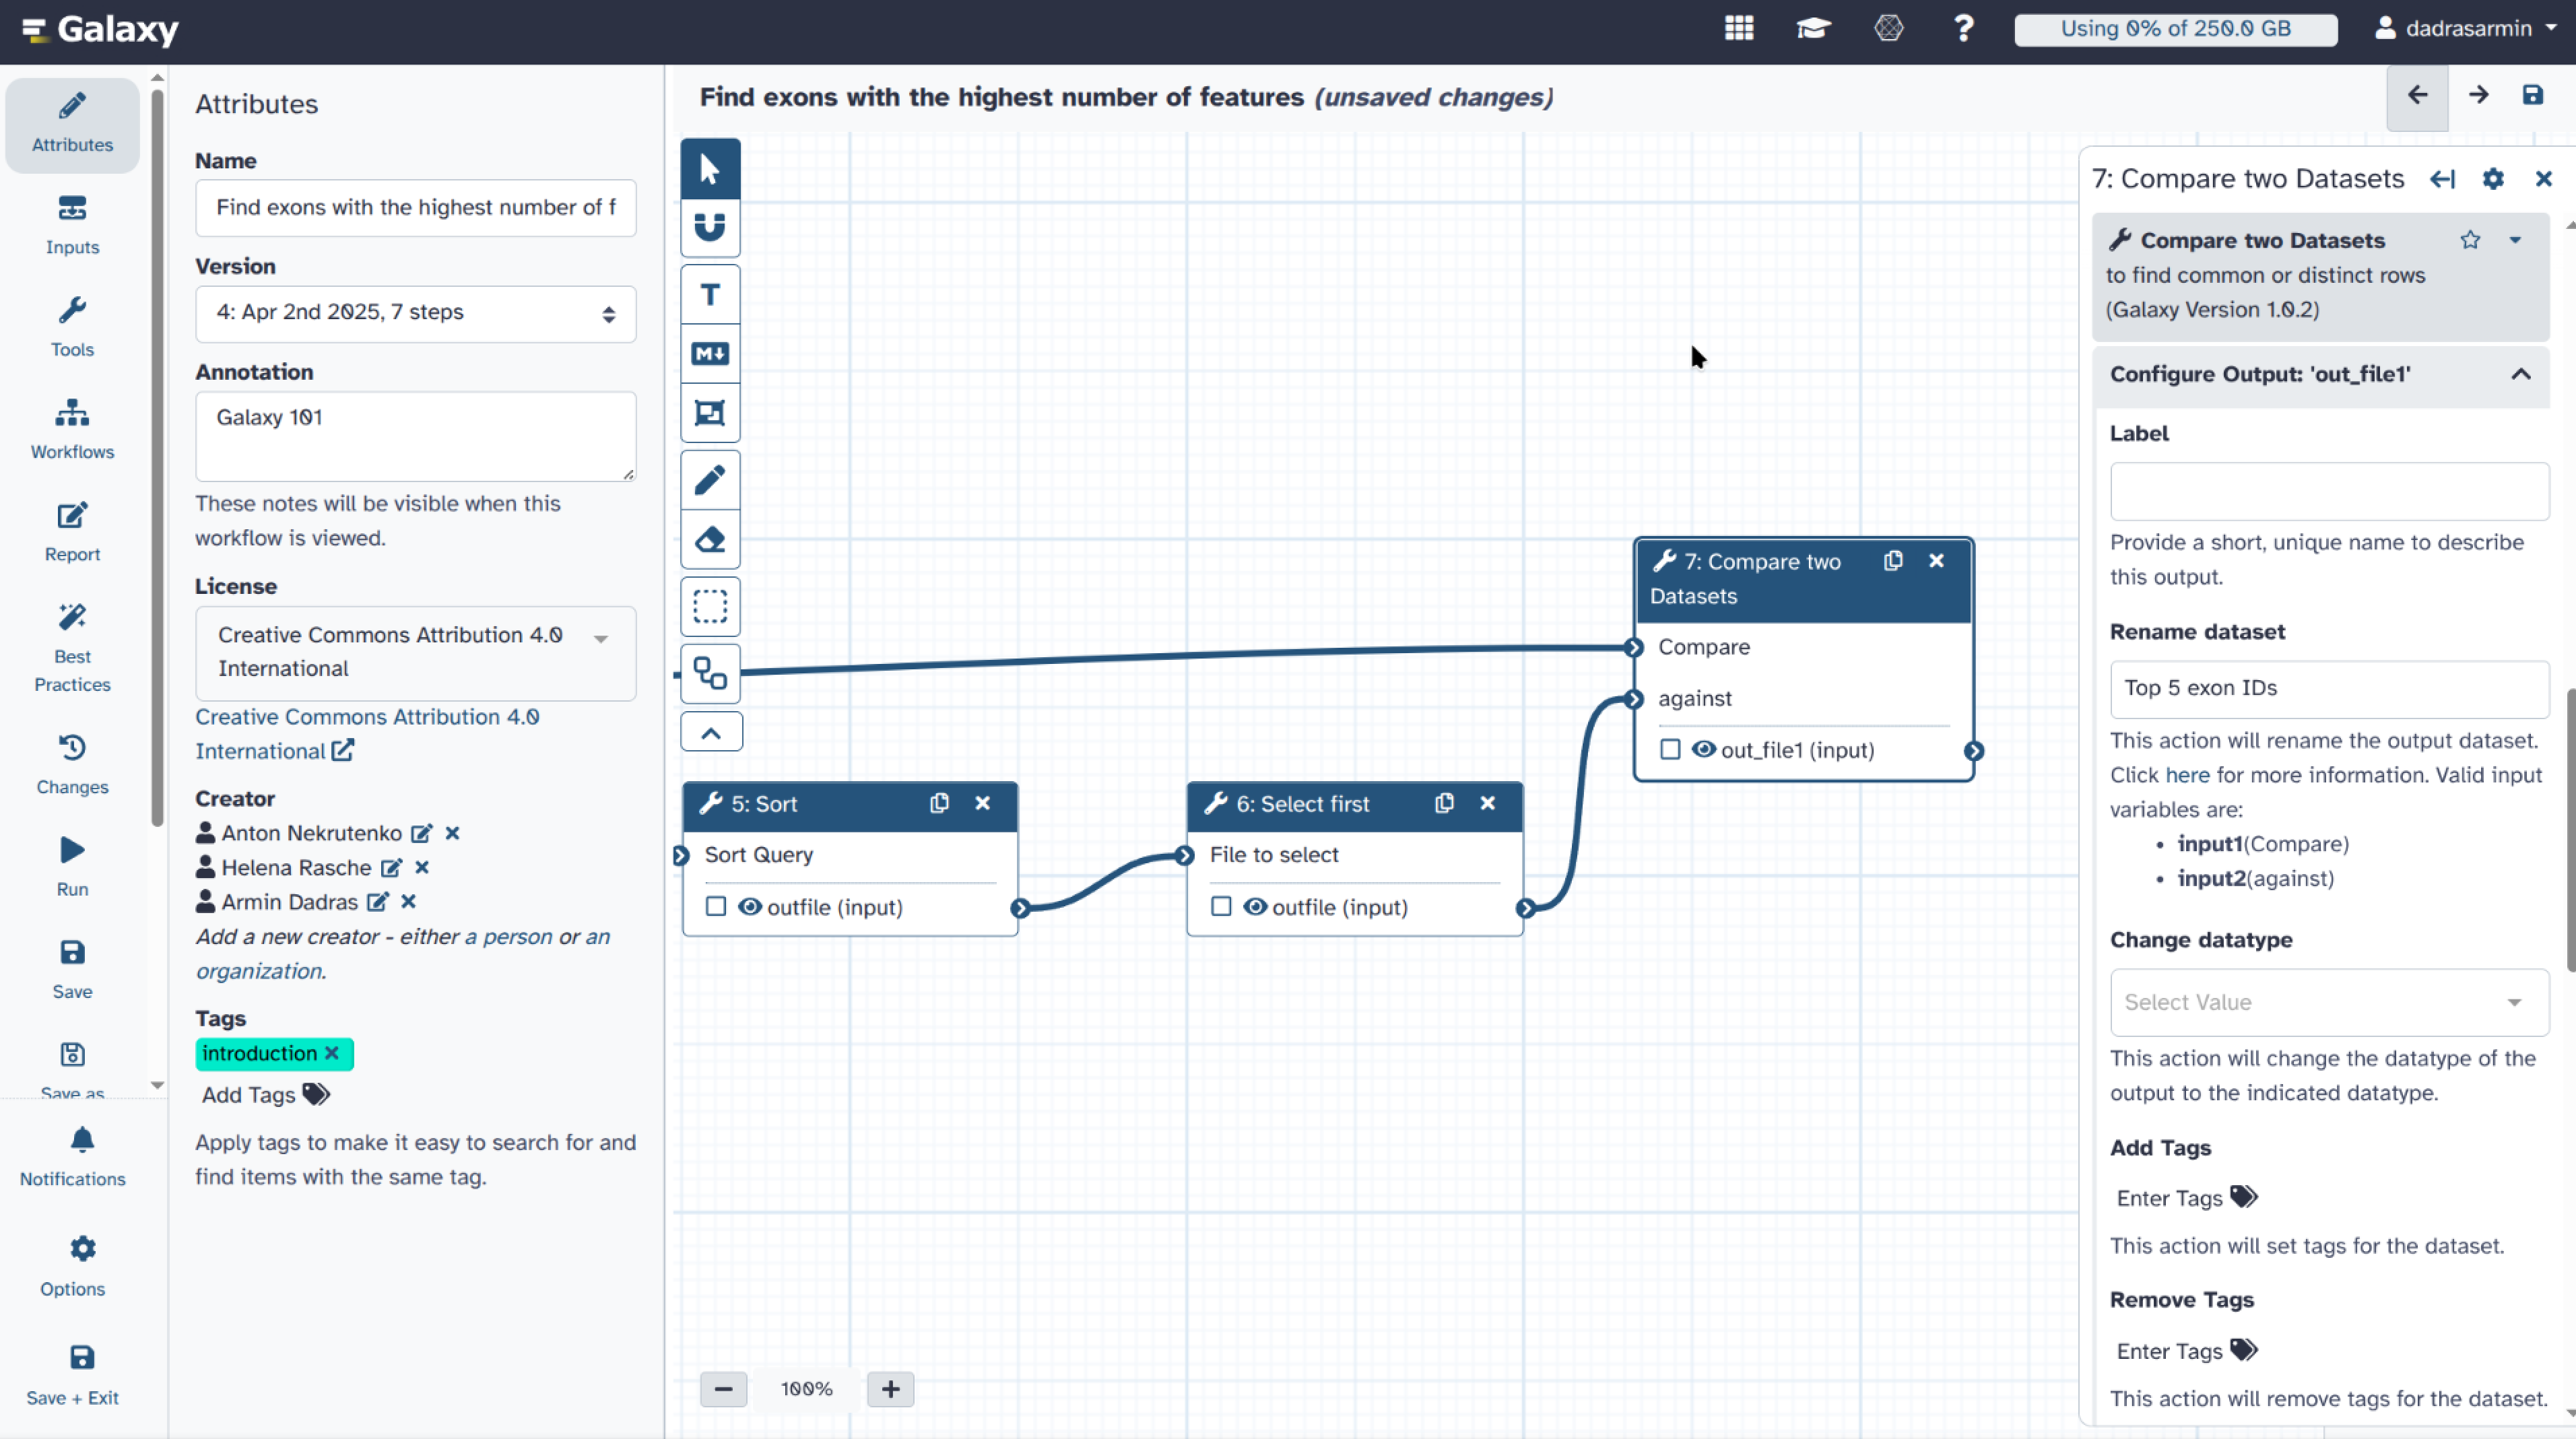 Galaxy
Using 0% of 250.0 GB
dadrasarmin
Attributes
Inputs
Tools
Workflows
Report
Best
Practices
Changes
Run
Save
Save as
Notifications
Options
Save + Exit
Attributes
Name
Find exons with the highest number of f
Version
4: Apr 2nd 2025, 7 steps
Annotation
Galaxy 101
These notes will be visible when this
workflow is viewed.
License
Creative Commons Attribution 4.0
International
Creative Commons Attribution 4.0
International
Creator
Anton Nekrutenko
Helena Rasche
Armin Dadras
Add a new creator - either a person or an
organization.
Tags
introduction
Add Tags
Apply tags to make it easy to search for and
find items with the same tag.
Find exons with the highest number of features (unsaved changes)
T
M
5: Sort
Sort Query
outfile (input)
6: Select first
File to select
outfile (input)
7: Compare two
Datasets
Compare
against
out_file1 (input)
100%
7: Compare two Datasets
Compare two Datasets
to find common or distinct rows
(Galaxy Version 1.0.2)
Configure Output: 'out_file1'
Label
Provide a short, unique name to describe
this output.
Rename dataset
Top 5 exon IDs
This action will rename the output dataset.
Click here for more information. Valid input
variables are:
• input1(Compare)
• input2(against)
Change datatype
Select Value
This action will change the datatype of the
output to the indicated datatype.
Add Tags
Enter Tags
This action will set tags for the dataset.
Remove Tags
Enter Tags
This action will remove tags for the dataset.